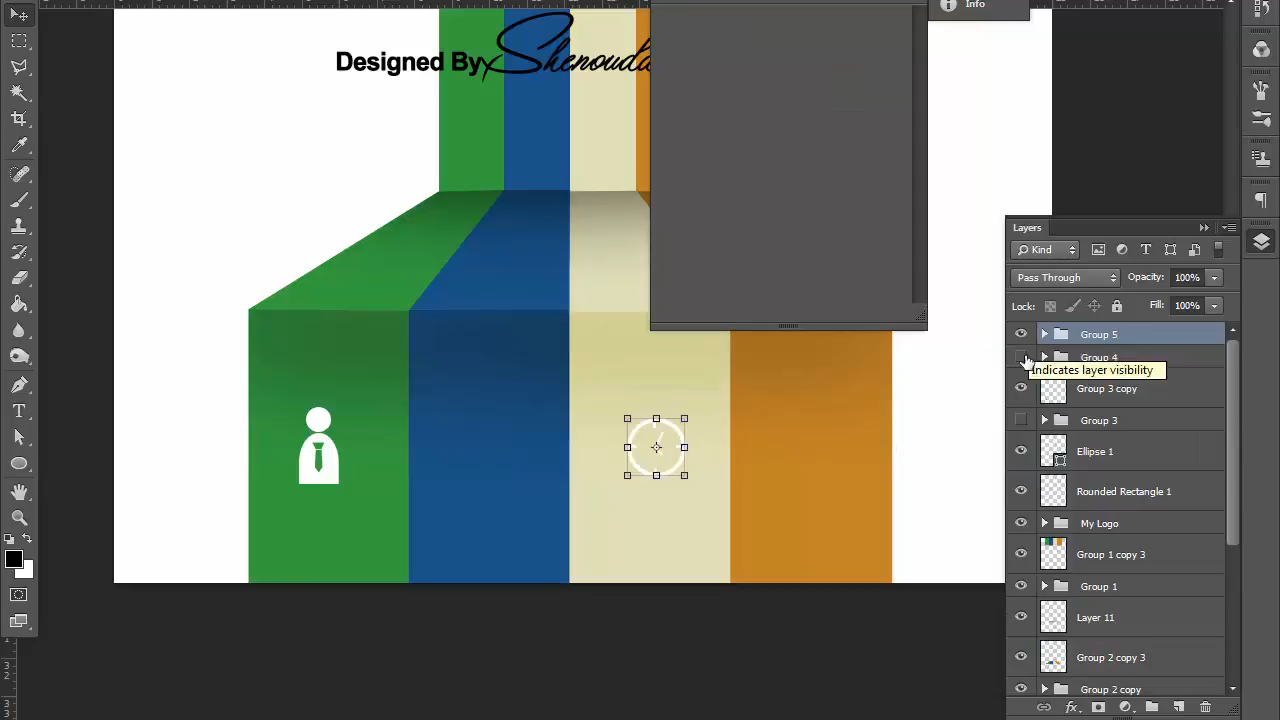 Info
Designed By Shenouda
Layers
Kind
Pass Through
Opacity: 100%
Lock:
Fill: 100%
Group 5
Group 4
Indicates layer visibility
Group 3 copy
Group 3
Ellipse 1
Rounded Rectangle 1
My Logo
Group 1 copy 3
Group 1
Layer 11
Group 2 copy 3
Group 2 copy